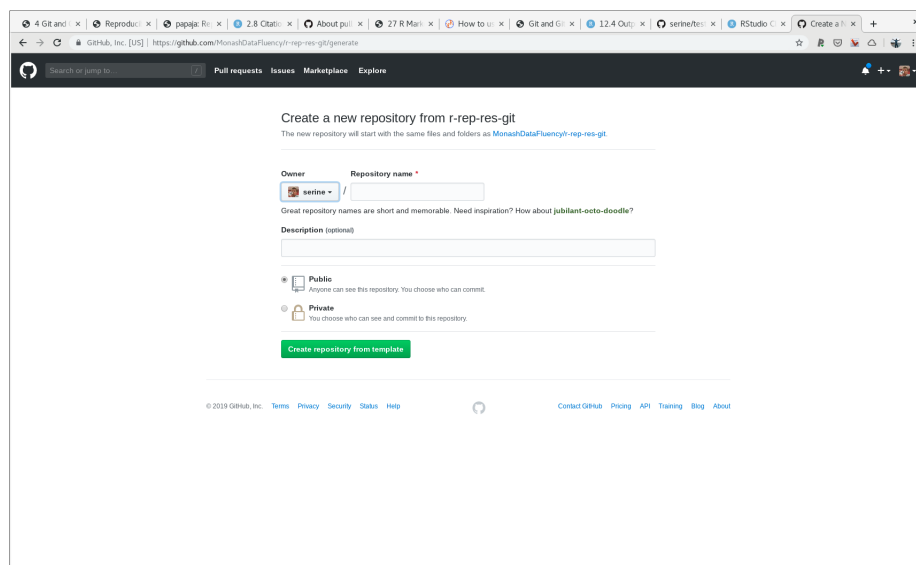 4 Git and
Reproduc
papaja: Re
2.8 Citatio
About pull
27 R Mark
How to us
Git and Git
12.4 Outp
serine/test
RStudio Cl
Create a N
GitHub, Inc. [US] | https://github.com/MonashDataFluency/r-rep-res-git/generate
Search or jump to... /
Pull requests Issues Marketplace Explore
Create a new repository from r-rep-res-git
The new repository will start with the same files and folders as MonashDataFluency/r-rep-res-git.
Owner Repository name *
serine /
Great repository names are short and memorable. Need inspiration? How about jubilant-octo-doodle?
Description (optional)
Public
Anyone can see this repository. You choose who can commit.
Private
You choose who can see and commit to this repository.
Create repository from template
© 2019 GitHub, Inc. Terms Privacy Security Status Help Contact GitHub Pricing API Training Blog About